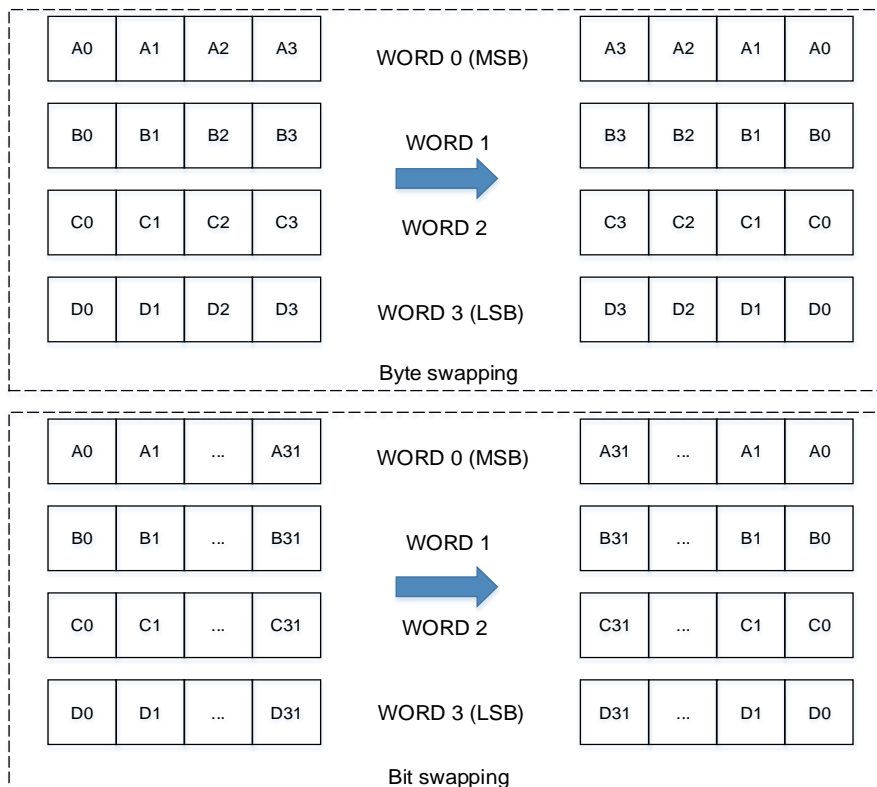 A0 A1 A2 A3 WORD 0 (MSB) A3 A2 A1 A0
B0 B1 B2 B3 WORD 1 B3 B2 B1 B0
C0 C1 C2 C3 WORD 2 C3 C2 C1 C0
D0 D1 D2 D3 WORD 3 (LSB) D3 D2 D1 D0
Byte swapping
A0 A1 ... A31 WORD 0 (MSB) A31 ... A1 A0
B0 B1 ... B31 WORD 1 B31 ... B1 B0
C0 C1 ... C31 WORD 2 C31 ... C1 C0
D0 D1 ... D31 WORD 3 (LSB) D31 ... D1 D0
Bit swapping